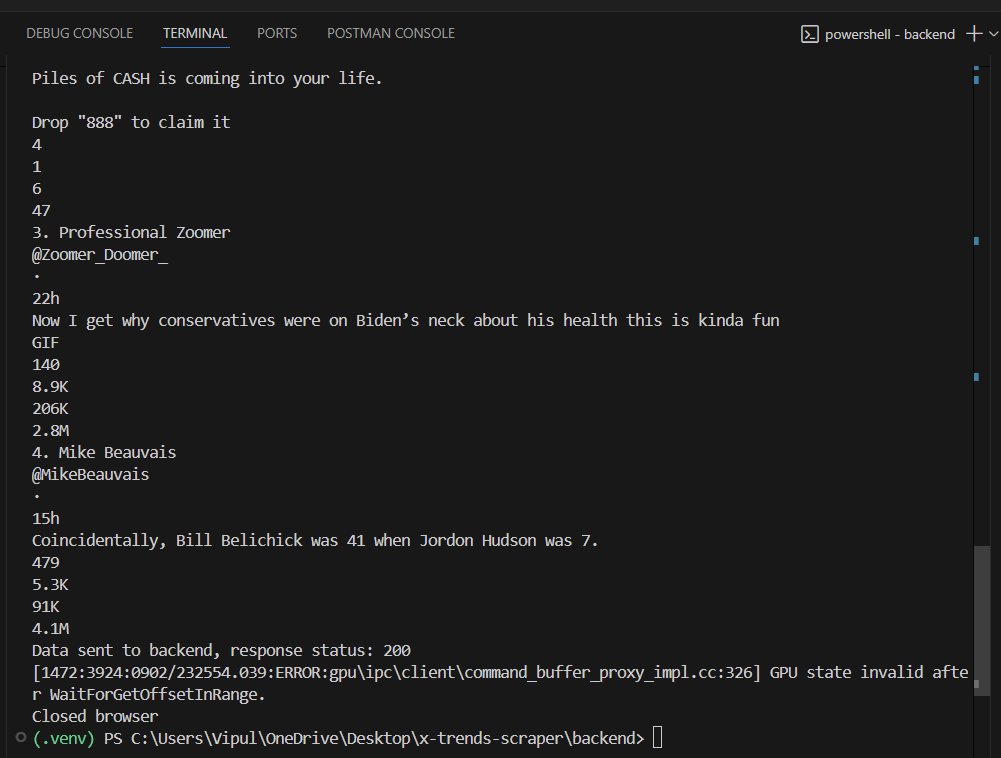 DEBUG CONSOLE TERMINAL PORTS POSTMAN CONSOLE powershell - backend
Piles of CASH is coming into your life.
Drop "888" to claim it
4
1
6
47
3. Professional Zoomer
@Zoomer_Doomer_
·
22h
Now I get why conservatives were on Biden’s neck about his health this is kinda fun
GIF
140
8.9K
206K
2.8M
4. Mike Beauvais
@MikeBeauvais
·
15h
Coincidentally, Bill Belichick was 41 when Jordon Hudson was 7.
479
5.3K
91K
4.1M
Data sent to backend, response status: 200
[1472:3924:0902/232554.039:ERROR:gpu\ipc\client\command_buffer_proxy_impl.cc:326] GPU state invalid afte
r WaitForGetOffsetInRange.
Closed browser
(.venv) PS C:\Users\Vipul\OneDrive\Desktop\x-trends-scraper\backend>